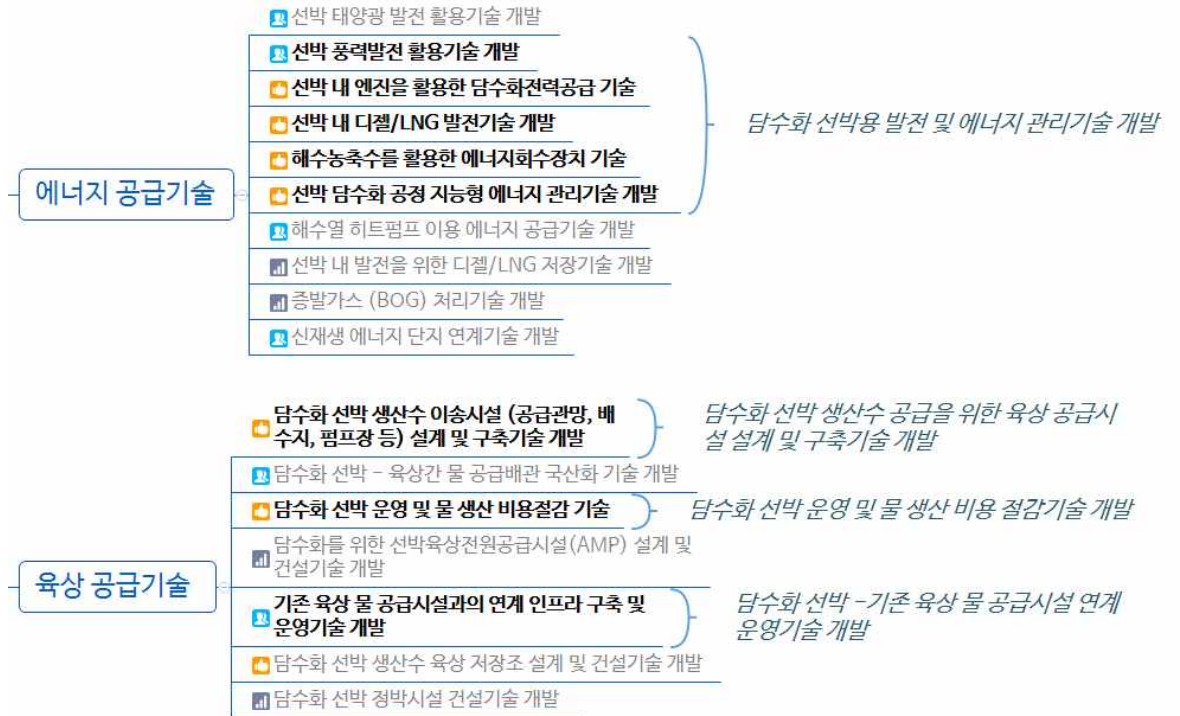 선박 태양광 발전 활용기술 개발
선박 풍력발전 활용기술 개발
선박 내 엔진을 활용한 담수화전력공급 기술
선박 내 디젤/LNG 발전기술 개발
해수농축수를 활용한 에너지회수장치 기술
선박 담수화 공정 지능형 에너지 관리기술 개발
담수화 선박용 발전 및 에너지 관리기술 개발
에너지 공급기술
해수열 히트펌프 이용 에너지 공급기술 개발
선박 내 발전을 위한 디젤/LNG 저장기술 개발
증발가스 (BOG) 처리기술 개발
신재생 에너지 단지 연계기술 개발
담수화 선박 생산수 이송시설 (공급관망, 배
수지, 펌프장 등) 설계 및 구축기술 개발
담수화 선박 생산수 공급을 위한 육상 공급시
설 설계 및 구축기술 개발
담수화 선박 - 육상간 물 공급배관 국산화 기술 개발
담수화 선박 운영 및 물 생산 비용절감 기술
담수화 선박 운영 및 물 생산 비용 절감기술 개발
담수화를 위한 선박육상전원공급시설(AMP) 설계 및
건설기술 개발
육상 공급기술
기존 육상 물 공급시설과의 연계 인프라 구축 및
운영기술 개발
담수화 선박 -기존 육상 물 공급시설 연계
운영기술 개발
담수화 선박 생산수 육상 저장조 설계 및 건설기술 개발
담수화 선박 정박시설 건설기술 개발